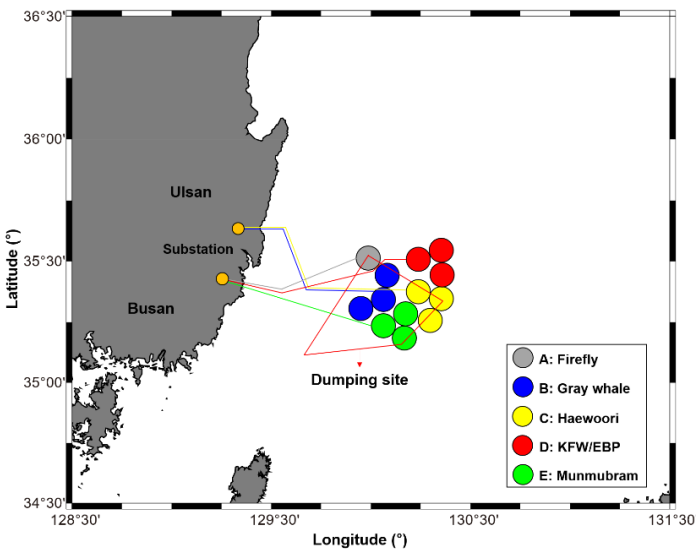 36°30'
36°00'
35°30'
35°00'
34°30'
Latitude (°)
Ulsan
Substation
Busan
Dumping site
A: Firefly
B: Gray whale
C: Haewoori
D: KFW/EBP
E: Munmubram
128°30'
129°30'
130°30'
131°30'
Longitude (°)